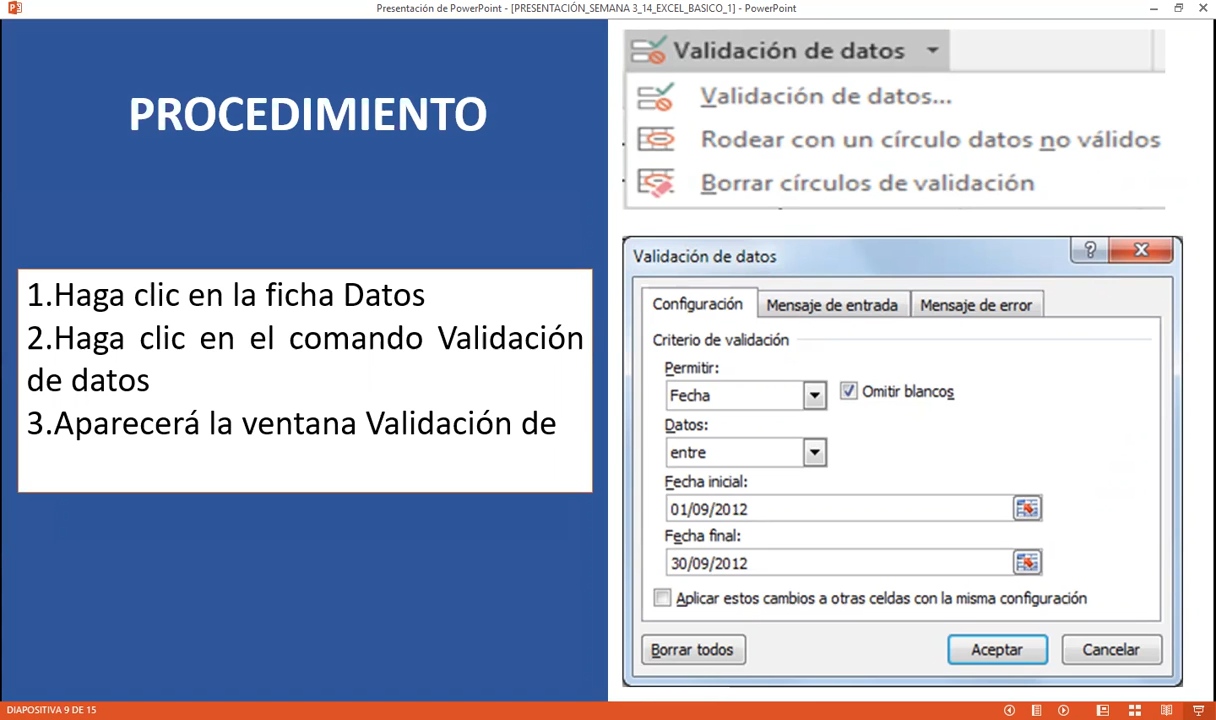 Presentación de PowerPoint - [PRESENTACIÓN_SEMANA 3_14_EXCEL_BASICO_1] - PowerPoint
PROCEDIMIENTO
1.Haga clic en la ficha Datos
2.Haga clic en el comando Validación
de datos
3.Aparecerá la ventana Validación de
Validación de datos
Validación de datos...
Rodear con un círculo datos no válidos
Borrar círculos de validación
Validación de datos
Configuración Mensaje de entrada Mensaje de error
Criterio de validación
Permitir:
Fecha Omitir blancos
Datos:
entre
Fecha inicial:
01/09/2012
Fecha final:
30/09/2012
Aplicar estos cambios a otras celdas con la misma configuración
Borrar todos Aceptar Cancelar
DIAPOSITIVA 9 DE 15